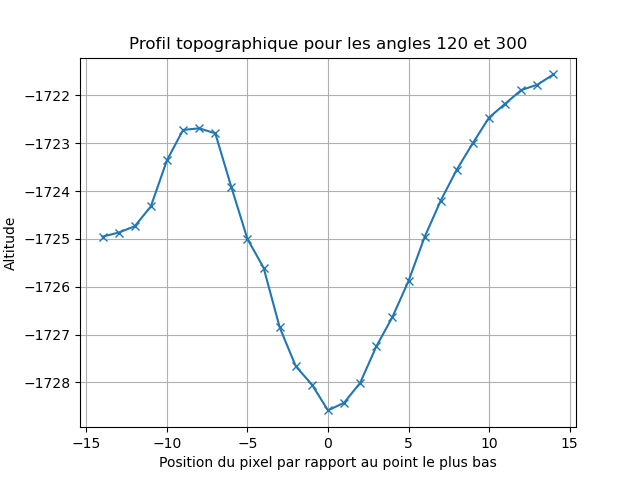 Profil topographique pour les angles 120 et 300
Altitude
−1722
−1723
−1724
−1725
−1726
−1727
−1728
−15 −10 −5 0 5 10 15
Position du pixel par rapport au point le plus bas